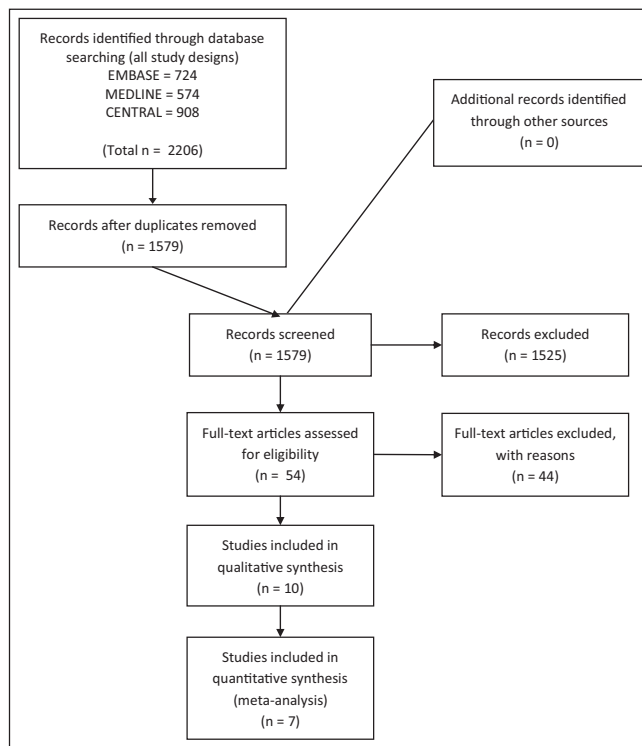 Records identified through database
searching (all study designs)
EMBASE = 724
MEDLINE = 574
CENTRAL = 908
(Total n = 2206)
Additional records identified
through other sources
(n = 0)
Records after duplicates removed
(n = 1579)
Records screened
(n = 1579)
Records excluded
(n = 1525)
Full-text articles assessed
for eligibility
(n = 54)
Full-text articles excluded,
with reasons
(n = 44)
Studies included in
qualitative synthesis
(n = 10)
Studies included in
quantitative synthesis
(meta-analysis)
(n = 7)